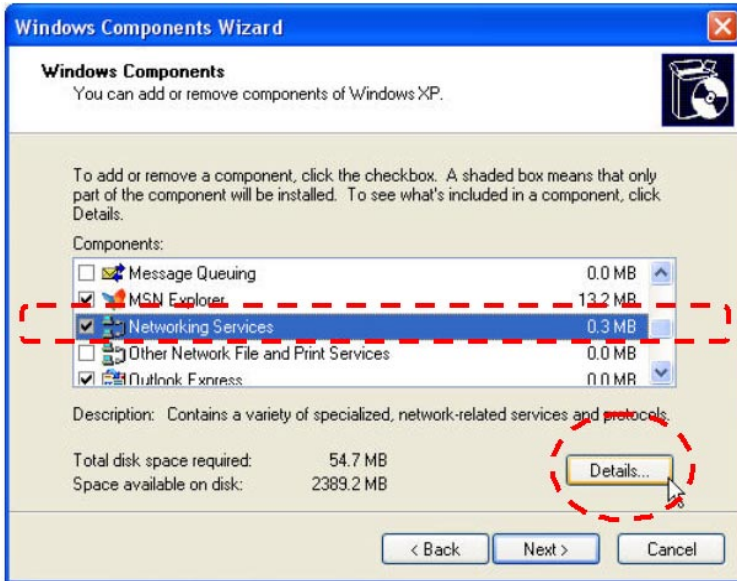 Windows Components Wizard
Windows Components
You can add or remove components of Windows XP.
To add or remove a component, click the checkbox. A shaded box means that only
part of the component will be installed. To see what's included in a component, click
Details.
Components:
Message Queuing 0.0 MB
MSN Explorer 13.2 MB
Networking Services 0.3 MB
Other Network File and Print Services 0.0 MB
Outlook Express 0.0 MB
Description: Contains a variety of specialized, network-related services and protocols.
Total disk space required: 54.7 MB
Space available on disk: 2389.2 MB
Details...
< Back Next > Cancel